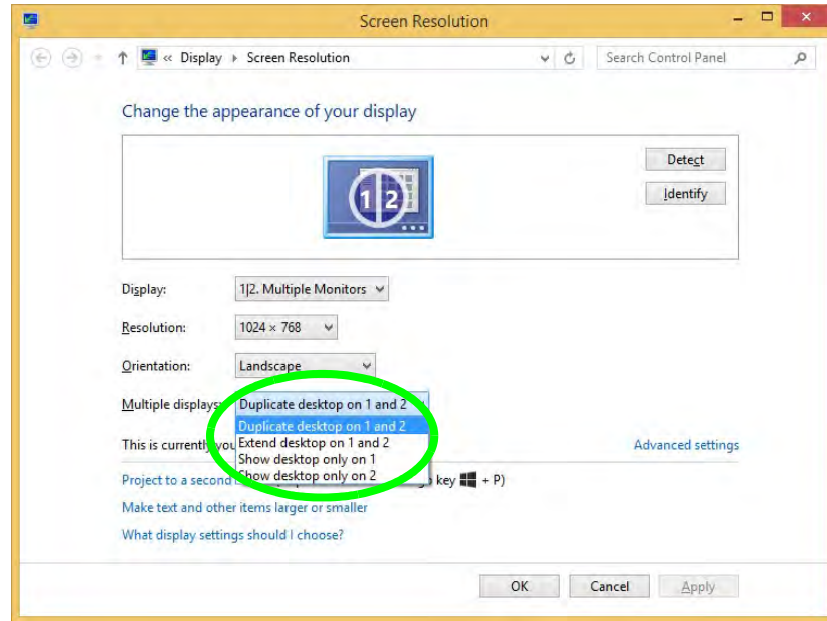 Screen Resolution
« Display ▸ Screen Resolution
Search Control Panel
Change the appearance of your display
Detect
1|2
Identify
Display: 1|2. Multiple Monitors
Resolution: 1024 × 768
Orientation: Landscape
Multiple displays: Duplicate desktop on 1 and 2
Duplicate desktop on 1 and 2
Extend desktop on 1 and 2
This is currently you
Advanced settings
Show desktop only on 1
Show desktop only on 2
Project to a second key + P)
Make text and other items larger or smaller
What display settings should I choose?
OK Cancel Apply